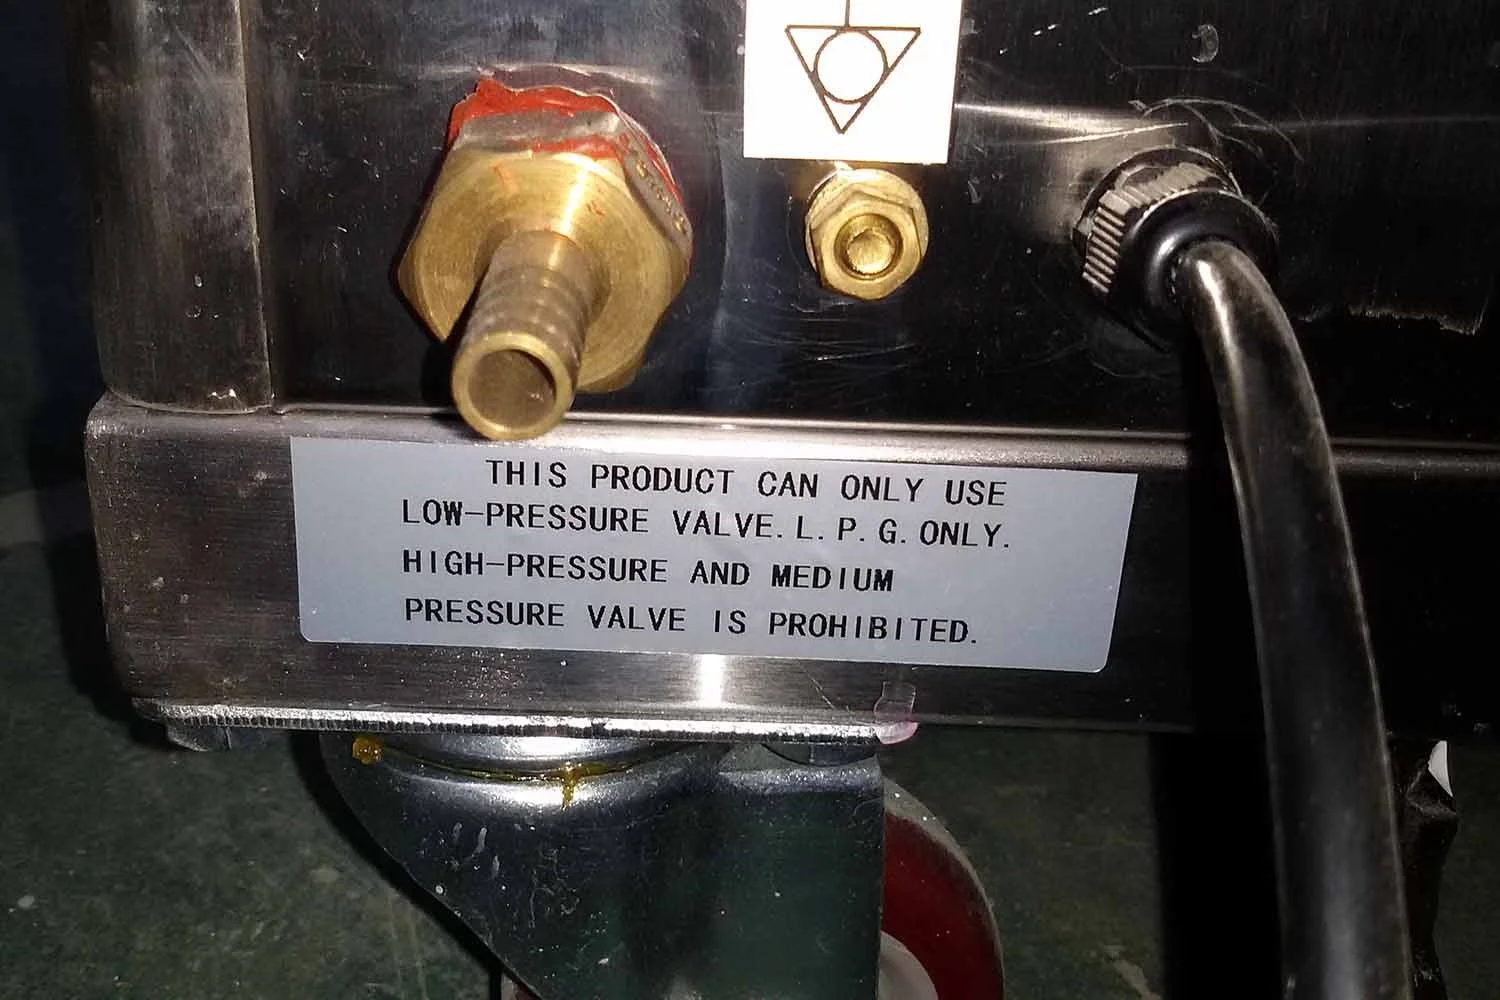 THIS PRODUCT CAN ONLY USE
LOW-PRESSURE VALVE. L. P. G. ONLY.
HIGH-PRESSURE AND MEDIUM
PRESSURE VALVE IS PROHIBITED.